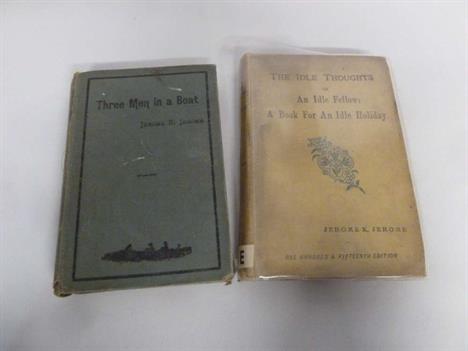 Three Men in a Boat
Jerome K. Jerome
The Idle Thoughts
of
An Idle Fellow:
A Book For An Idle Holiday
Jerome K. Jerome
One Hundred & Fifteenth Edition
E